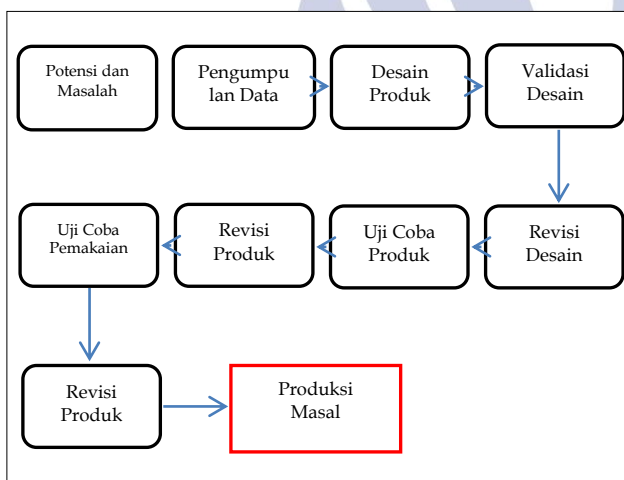 Potensi dan
Masalah
Pengumpu
lan Data
Desain
Produk
Validasi
Desain
Uji Coba
Pemakaian
Revisi
Produk
Uji Coba
Produk
Revisi
Desain
Revisi
Produk
Produksi
Masal